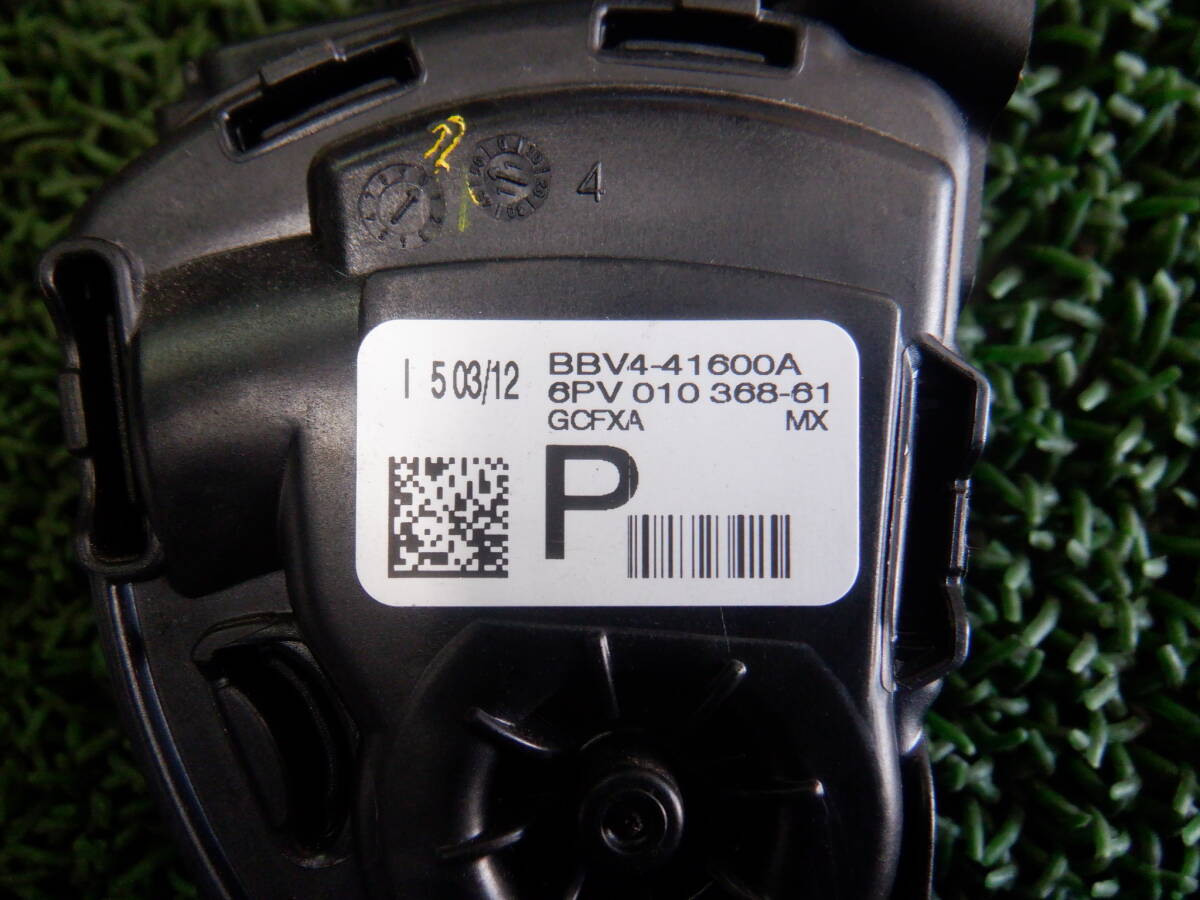 4
I 5 03/12
BBV4-41600A
6PV 010 368-61
GCFXA MX
P